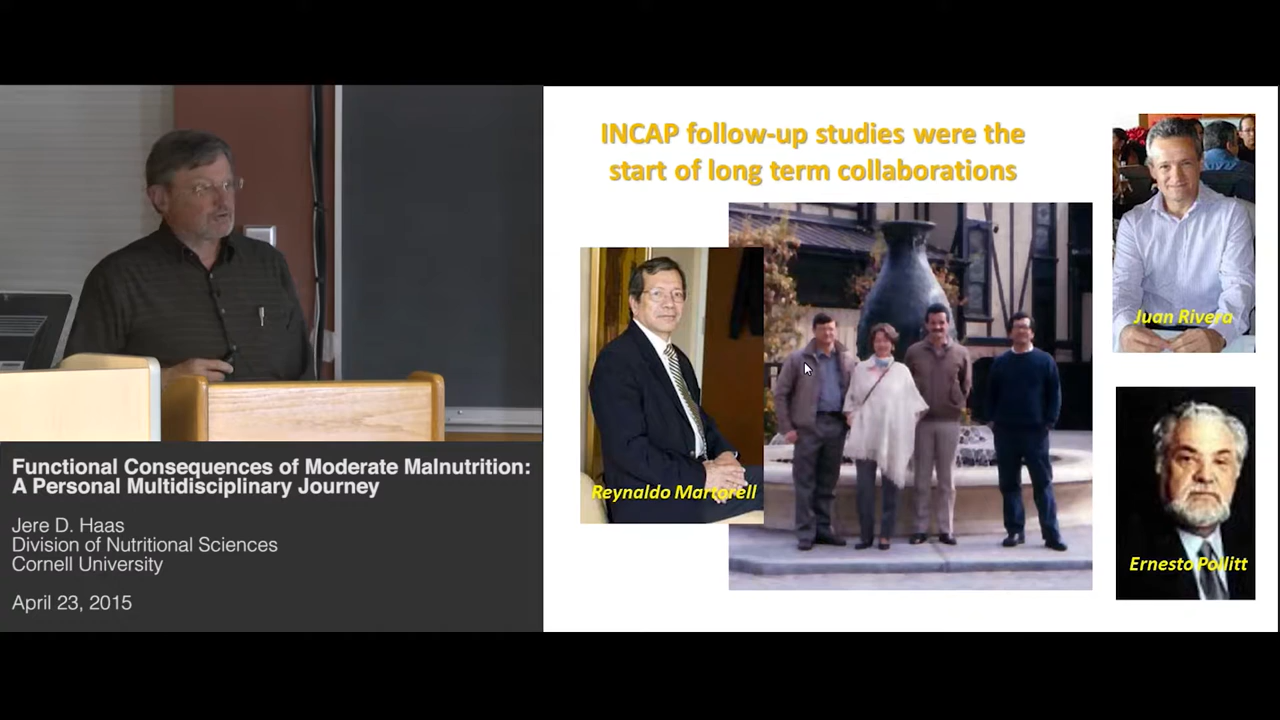 INCAP follow-up studies were the
start of long term collaborations
Reynaldo Martorell
Juan Rivera
Ernesto Pollitt
Functional Consequences of Moderate Malnutrition:
A Personal Multidisciplinary Journey
Jere D. Haas
Division of Nutritional Sciences
Cornell University
April 23, 2015